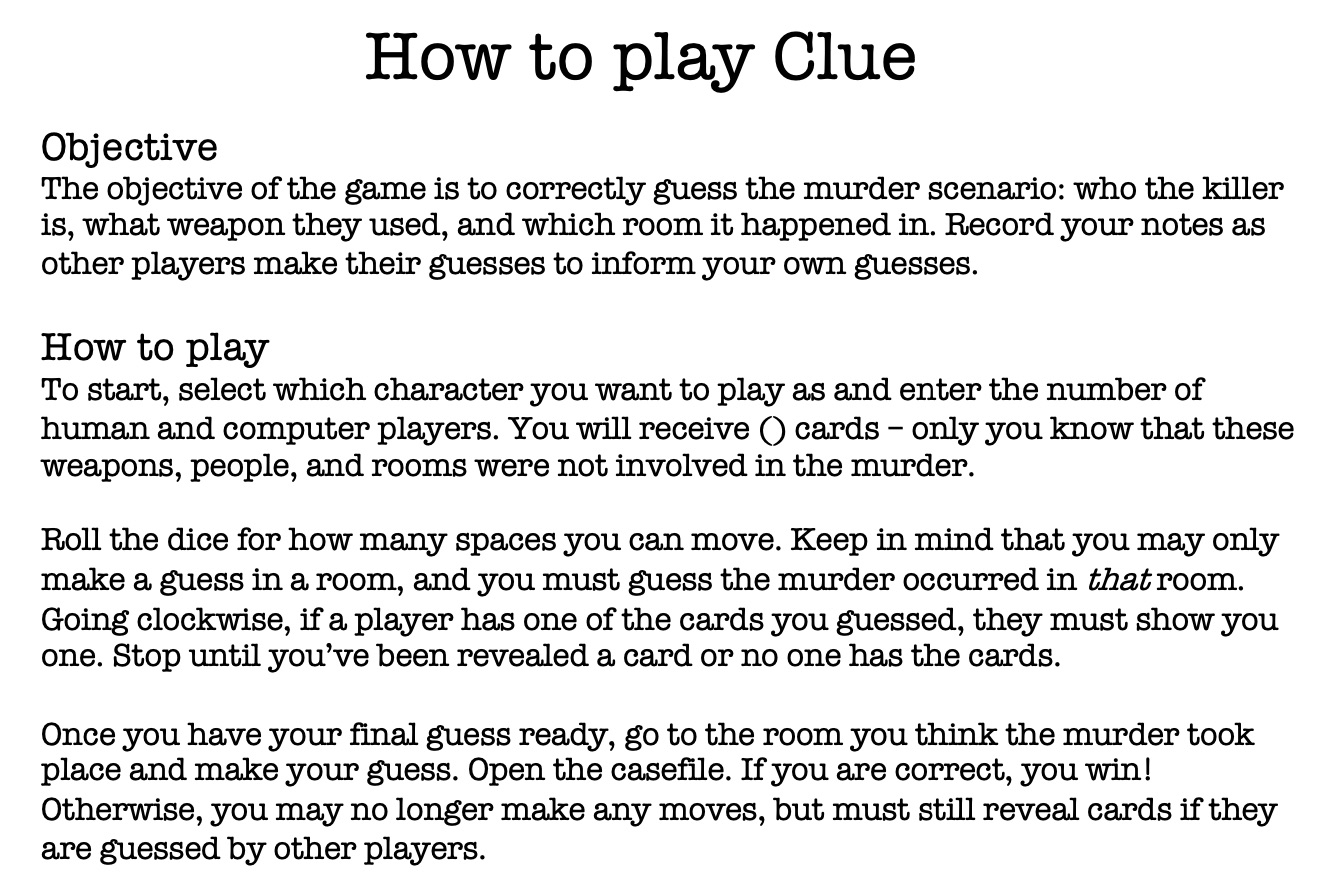 How to play Clue
Objective
The objective of the game is to correctly guess the murder scenario: who the killer
is, what weapon they used, and which room it happened in. Record your notes as
other players make their guesses to inform your own guesses.
How to play
To start, select which character you want to play as and enter the number of
human and computer players. You will receive () cards – only you know that these
weapons, people, and rooms were not involved in the murder.
Roll the dice for how many spaces you can move. Keep in mind that you may only
make a guess in a room, and you must guess the murder occurred in that room.
Going clockwise, if a player has one of the cards you guessed, they must show you
one. Stop until you’ve been revealed a card or no one has the cards.
Once you have your final guess ready, go to the room you think the murder took
place and make your guess. Open the casefile. If you are correct, you win!
Otherwise, you may no longer make any moves, but must still reveal cards if they
are guessed by other players.